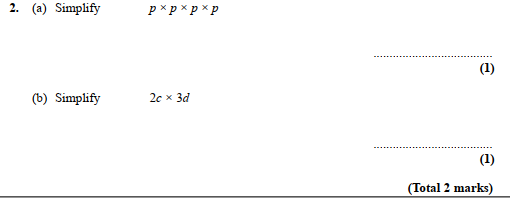 2. (a) Simplify p × p × p × p
(1)
(b) Simplify 2c × 3d
(1)
(Total 2 marks)